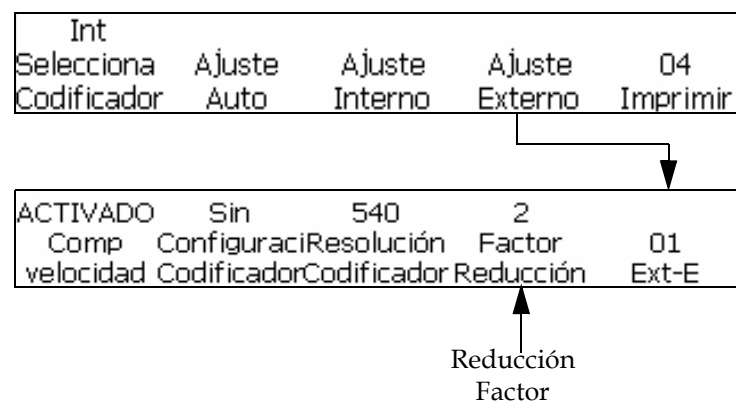 Int
Selecciona Ajuste Ajuste Ajuste 04
Codificador Auto Interno Externo Imprimir
ACTIVADO Sin 540 2
Comp ConfiguraciResolución Factor 01
velocidad CodificadorCodificador Reducción Ext-E
Reducción
Factor